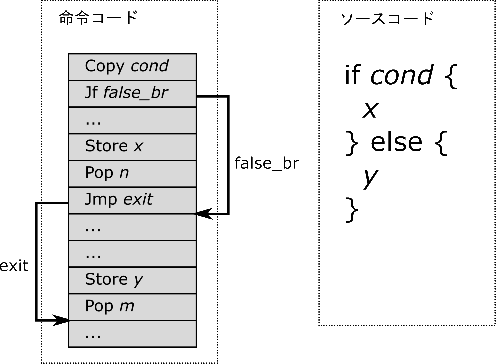 命令コード
Copy cond
Jf false_br
...
Store x
Pop n
Jmp exit
...
...
Store y
Pop m
...
false_br
exit
ソースコード
if cond {
x
} else {
y
}